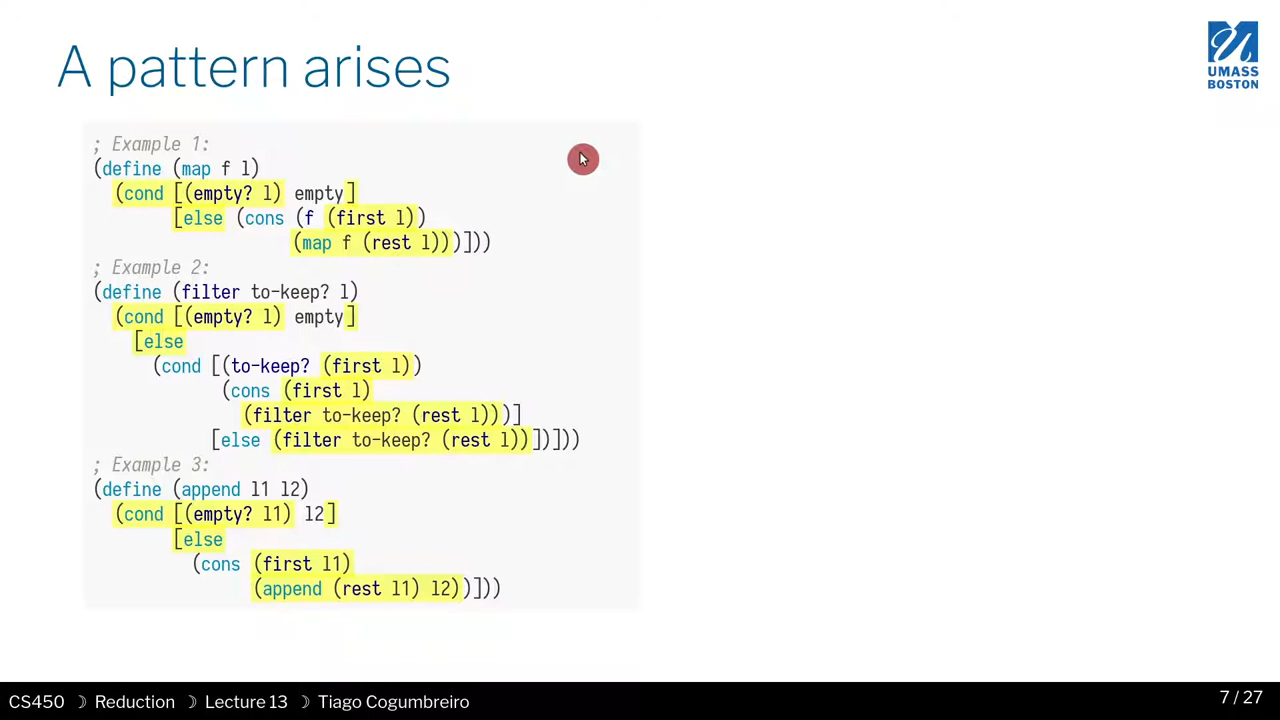 A pattern arises
UMASS
BOSTON
; Example 1:
(define (map f l)
  (cond [(empty? l) empty]
        [else (cons (f (first l))
                    (map f (rest l)))]))
; Example 2:
(define (filter to-keep? l)
  (cond [(empty? l) empty]
    [else
      (cond [(to-keep? (first l))
             (cons (first l)
               (filter to-keep? (rest l)))]
            [else (filter to-keep? (rest l))])]))
; Example 3:
(define (append l1 l2)
  (cond [(empty? l1) l2]
        [else
          (cons (first l1)
                (append (rest l1) l2))]))
CS450 ☽ Reduction ☽ Lecture 13 ☽ Tiago Cogumbreiro
7 / 27